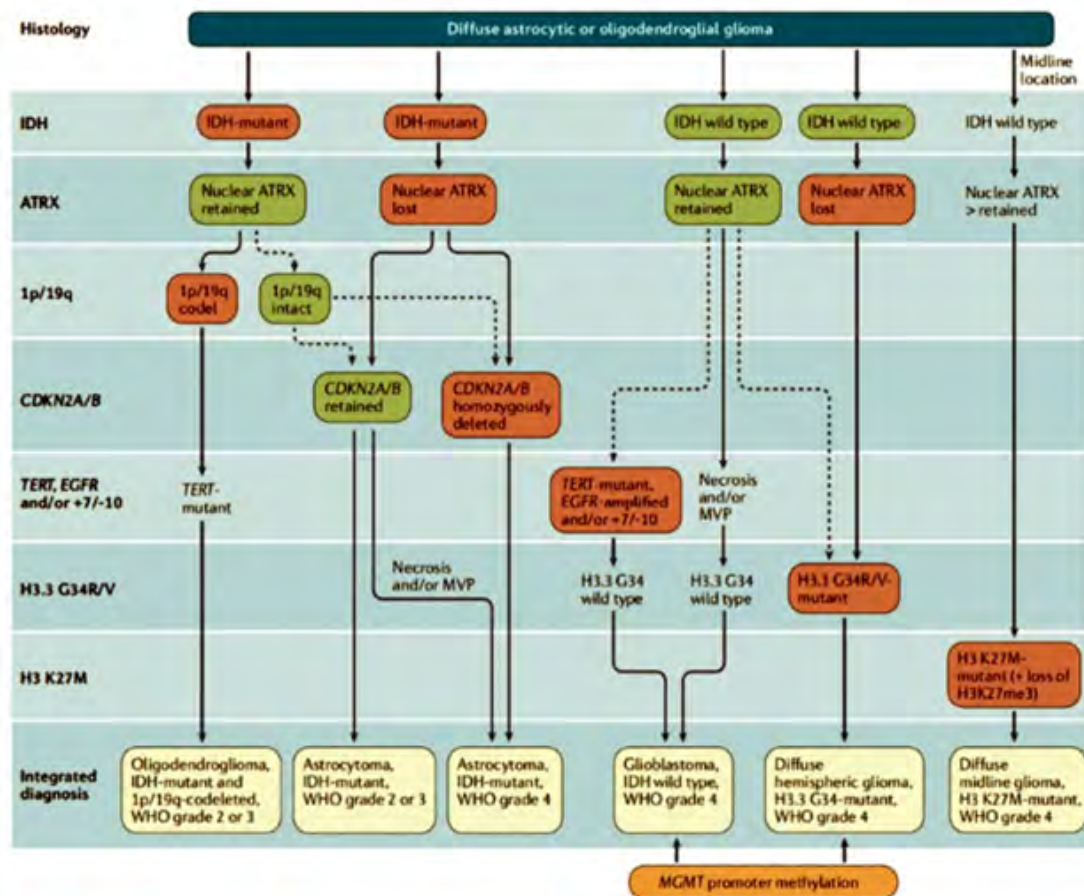 Histology
Diffuse astrocytic or oligodendroglial glioma
Midline
location
IDH
IDH-mutant
IDH-mutant
IDH wild type
IDH wild type
IDH wild type
ATRX
Nuclear ATRX
retained
Nuclear ATRX
lost
Nuclear ATRX
retained
Nuclear ATRX
lost
Nuclear ATRX
> retained
1p/19q
1p/19q
codel
1p/19q
intact
CDKN2A/B
CDKN2A/B
retained
CDKN2A/B
homozygously
deleted
TERT, EGFR
and/or +7/-10
TERT-
mutant
TERT-mutant,
EGFR-amplified
and/or +7/-10
Necrosis
and/or
MVP
H3.3 G34R/V
Necrosis
and/or MVP
H3.3 G34
wild type
H3.3 G34
wild type
H3.3 G34R/V-
mutant
H3 K27M
H3 K27M-
mutant (+ loss of
H3K27me3)
Integrated
diagnosis
Oligodendroglioma,
IDH-mutant and
1p/19q-codeleted,
WHO grade 2 or 3
Astrocytoma,
IDH-mutant,
WHO grade 2 or 3
Astrocytoma,
IDH-mutant,
WHO grade 4
Glioblastoma,
IDH wild type,
WHO grade 4
Diffuse
hemispheric glioma,
H3.3 G34-mutant,
WHO grade 4
Diffuse
midline glioma,
H3 K27M-mutant,
WHO grade 4
MGMT promoter methylation